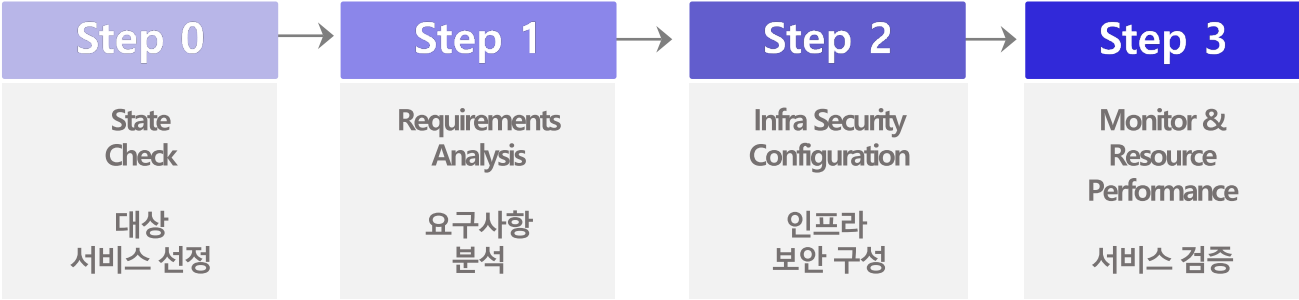 Step 0
State
Check
대상
서비스 선정
Step 1
Requirements
Analysis
요구사항
분석
Step 2
Infra Security
Configuration
인프라
보안 구성
Step 3
Monitor &
Resource
Performance
서비스 검증